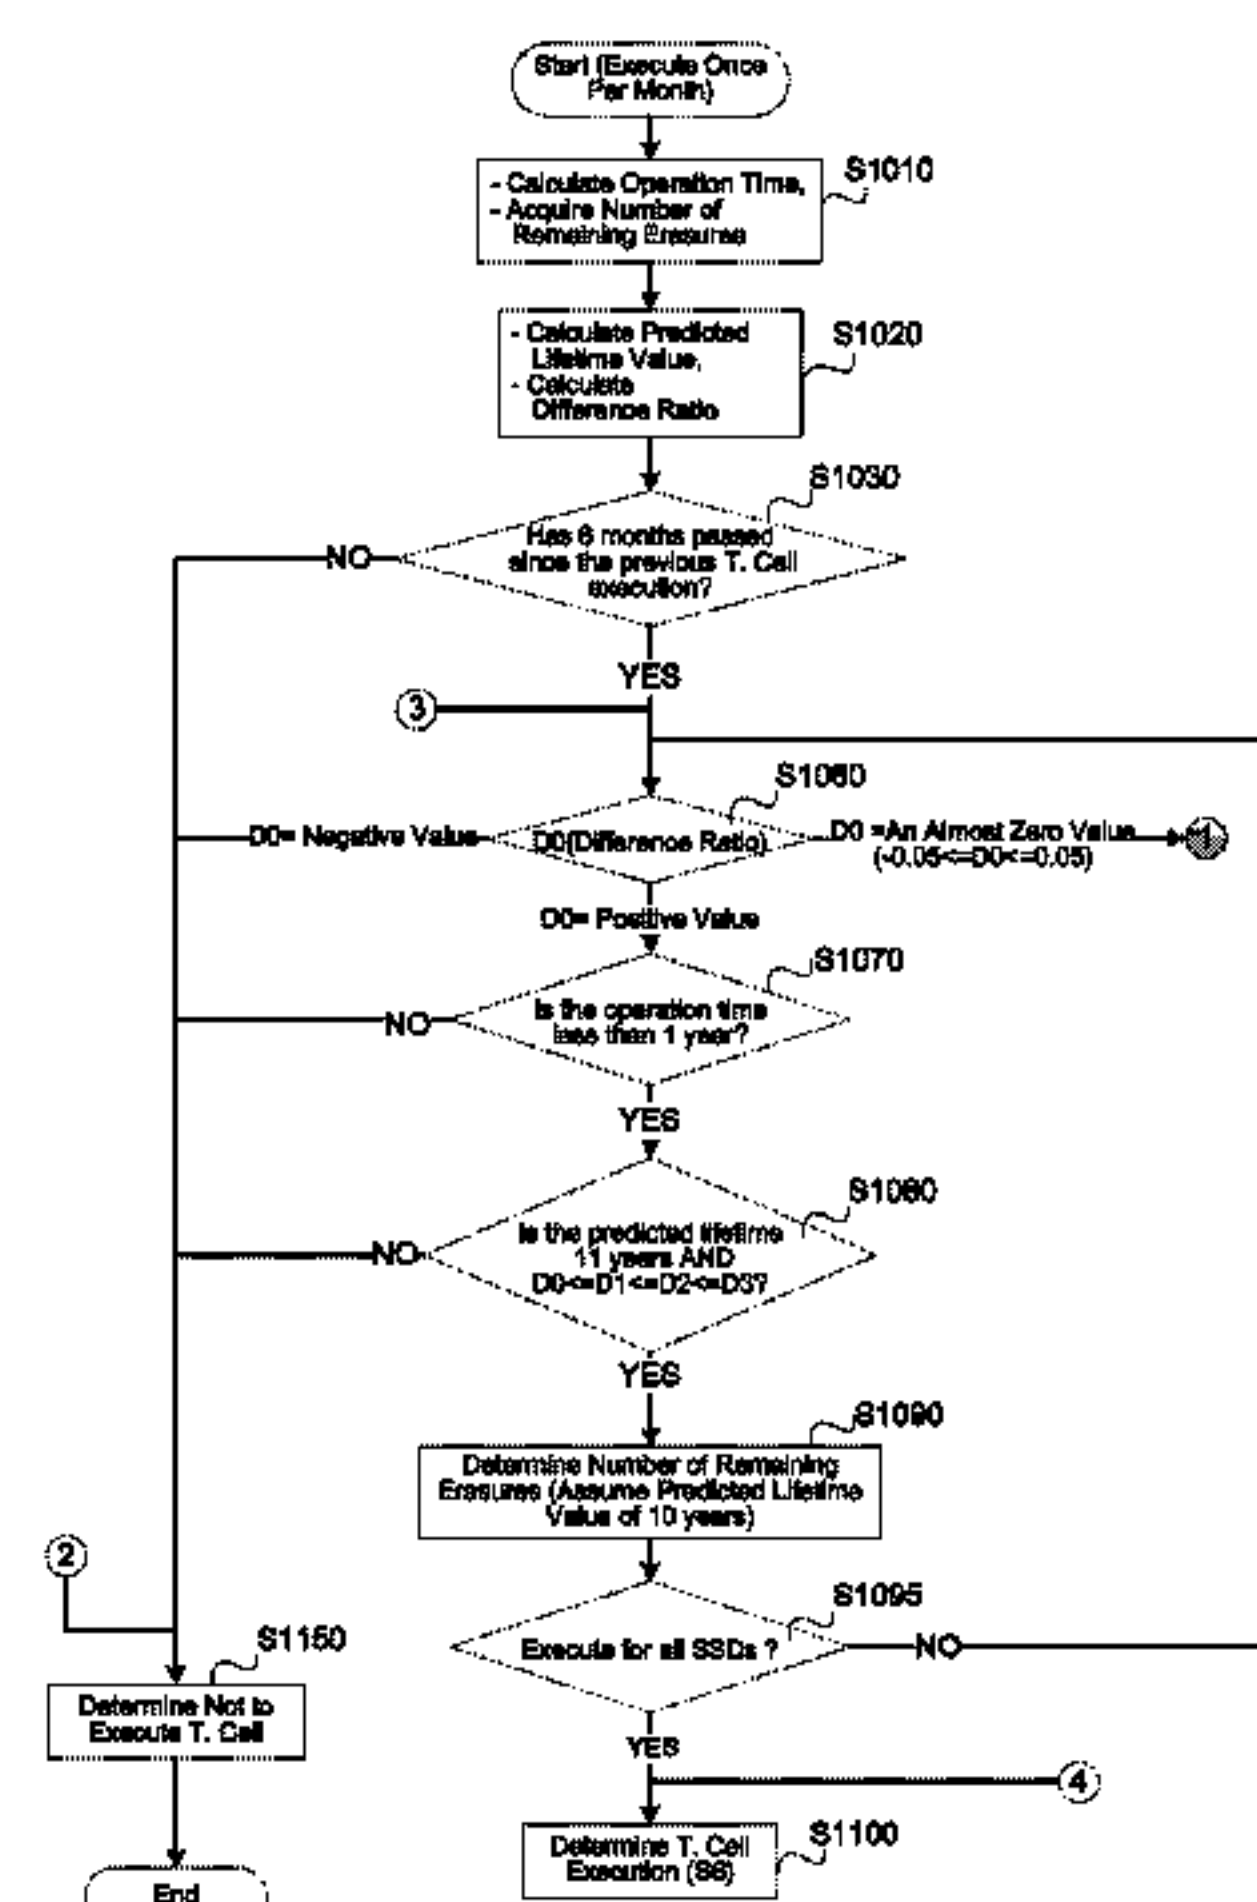 Start (Execute Once
Per Month)
S1010
- Calculate Operation Time,
- Acquire Number of
Remaining Erasures
S1020
- Calculate Predicted
Lifetime Value,
- Calculate
Difference Ratio
S1030
Has 6 months passed
since the previous T. Cell
execution?
NO
YES
3
S1060
D0= Negative Value
D0(Difference Ratio)
D0 =An Almost Zero Value
(-0.05<=D0<=0.05)
1
D0= Positive Value
S1070
Is the operation time
less than 1 year?
NO
YES
S1080
Is the predicted lifetime
11 years AND
D0<=D1<=D2<=D3?
NO
YES
S1090
Determine Number of Remaining
Erasures (Assume Predicted Lifetime
Value of 10 years)
2
S1095
Execute for all SSDs ?
NO
S1150
Determine Not to
Execute T. Cell
YES
4
S1100
Determine T. Cell
Execution (S6)
End